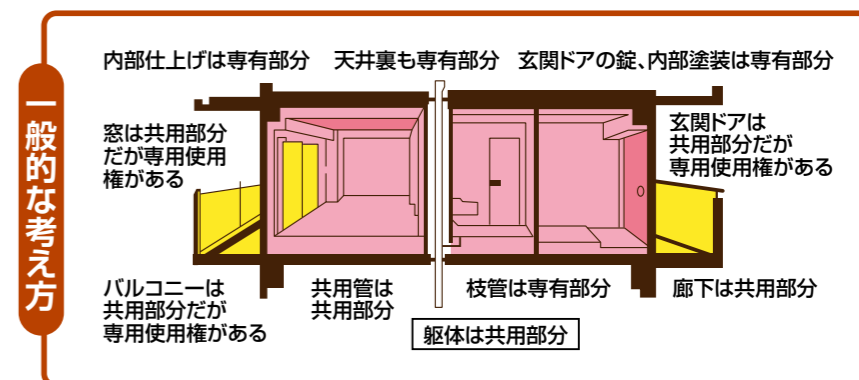 一般的な考え方
内部仕上げは専有部分
天井裏も専有部分
玄関ドアの錠、内部塗装は専有部分
窓は共用部分
だが専用使用
権がある
玄関ドアは
共用部分だが
専用使用権がある
バルコニーは
共用部分だが
専用使用権がある
共用管は
共用部分
枝管は専有部分
廊下は共用部分
躯体は共用部分